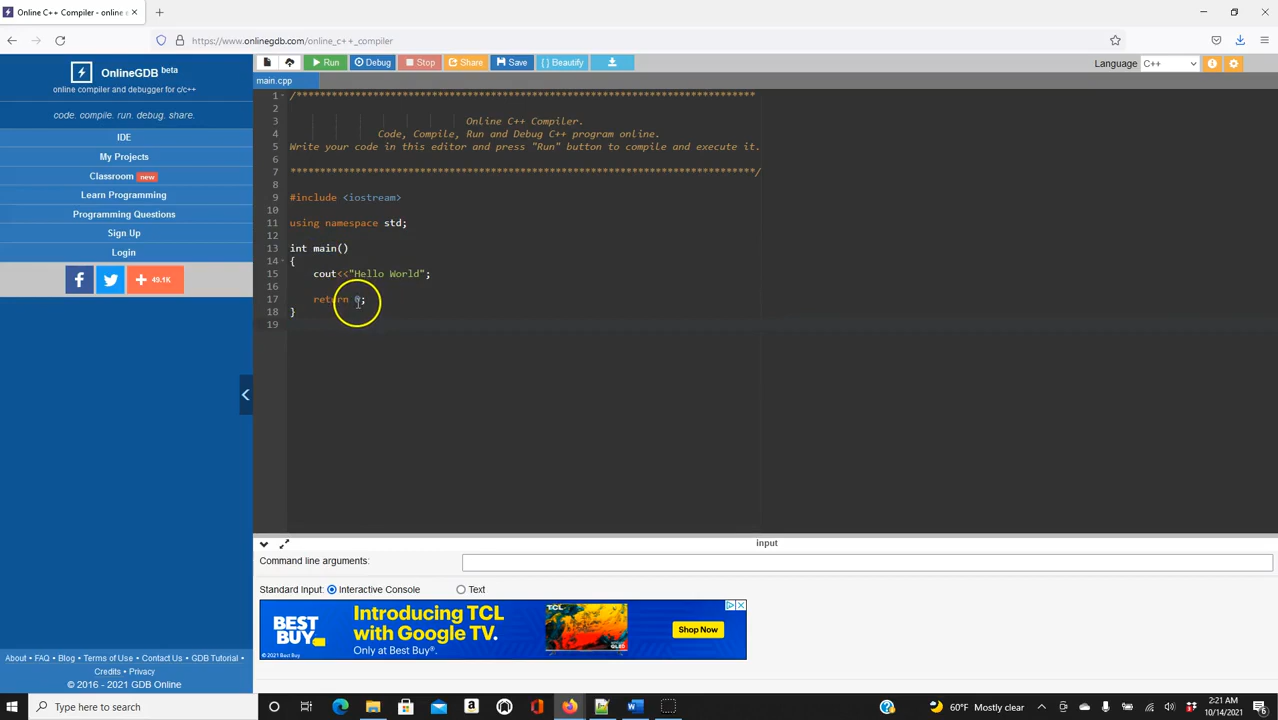 Online C++ Compiler - online c
https://www.onlinegdb.com/online_c++_compiler
OnlineGDB beta
online compiler and debugger for c/c++
code. compile. run. debug. share.
IDE
My Projects
Classroom new
Learn Programming
Programming Questions
Sign Up
Login
f
49.1K
About • FAQ • Blog • Terms of Use • Contact Us • GDB Tutorial •
Credits • Privacy
© 2016 - 2021 GDB Online
Run Debug Stop Share Save { } Beautify
Language C++
main.cpp
1 /******************************************************************************
2
3 Online C++ Compiler.
4 Code, Compile, Run and Debug C++ program online.
5 Write your code in this editor and press "Run" button to compile and execute it.
6
7 *******************************************************************************/
8
9 #include <iostream>
10
11 using namespace std;
12
13 int main()
14 {
15 cout<<"Hello World";
16
17 return 0;
18 }
19
input
Command line arguments:
Standard Input: Interactive Console Text
BEST
BUY
Introducing TCL
with Google TV.
Only at Best Buy®.
©2021 Best Buy
TCL
Shop Now
Type here to search
60°F Mostly clear
2:21 AM
10/14/2021